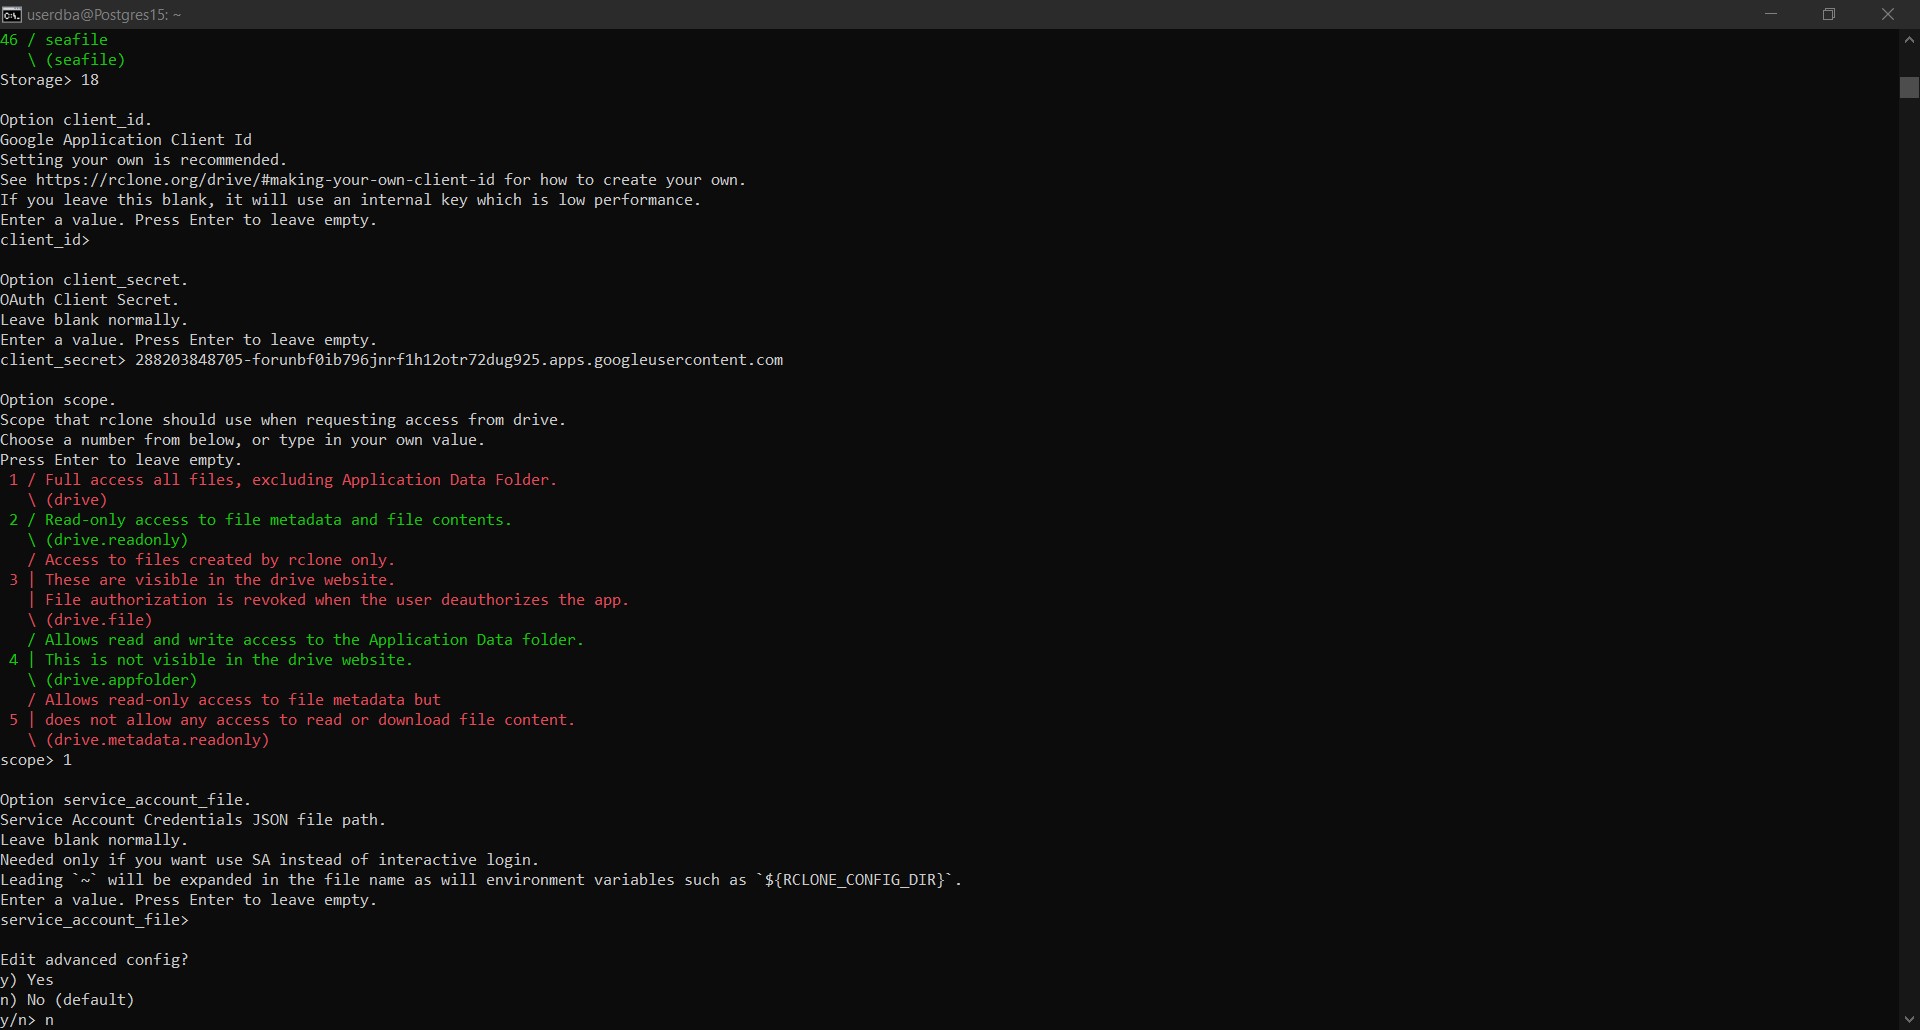 userdba@Postgres15: ~
46 / seafile
   \ (seafile)
Storage> 18
Option client_id.
Google Application Client Id
Setting your own is recommended.
See https://rclone.org/drive/#making-your-own-client-id for how to create your own.
If you leave this blank, it will use an internal key which is low performance.
Enter a value. Press Enter to leave empty.
client_id>
Option client_secret.
OAuth Client Secret.
Leave blank normally.
Enter a value. Press Enter to leave empty.
client_secret> 288203848705-forunbf0ib796jnrf1h12otr72dug925.apps.googleusercontent.com
Option scope.
Scope that rclone should use when requesting access from drive.
Choose a number from below, or type in your own value.
Press Enter to leave empty.
 1 / Full access all files, excluding Application Data Folder.
   \ (drive)
 2 / Read-only access to file metadata and file contents.
   \ (drive.readonly)
   / Access to files created by rclone only.
 3 | These are visible in the drive website.
   | File authorization is revoked when the user deauthorizes the app.
   \ (drive.file)
   / Allows read and write access to the Application Data folder.
 4 | This is not visible in the drive website.
   \ (drive.appfolder)
   / Allows read-only access to file metadata but
 5 | does not allow any access to read or download file content.
   \ (drive.metadata.readonly)
scope> 1
Option service_account_file.
Service Account Credentials JSON file path.
Leave blank normally.
Needed only if you want use SA instead of interactive login.
Leading `~` will be expanded in the file name as will environment variables such as `${RCLONE_CONFIG_DIR}`.
Enter a value. Press Enter to leave empty.
service_account_file>
Edit advanced config?
y) Yes
n) No (default)
y/n> n